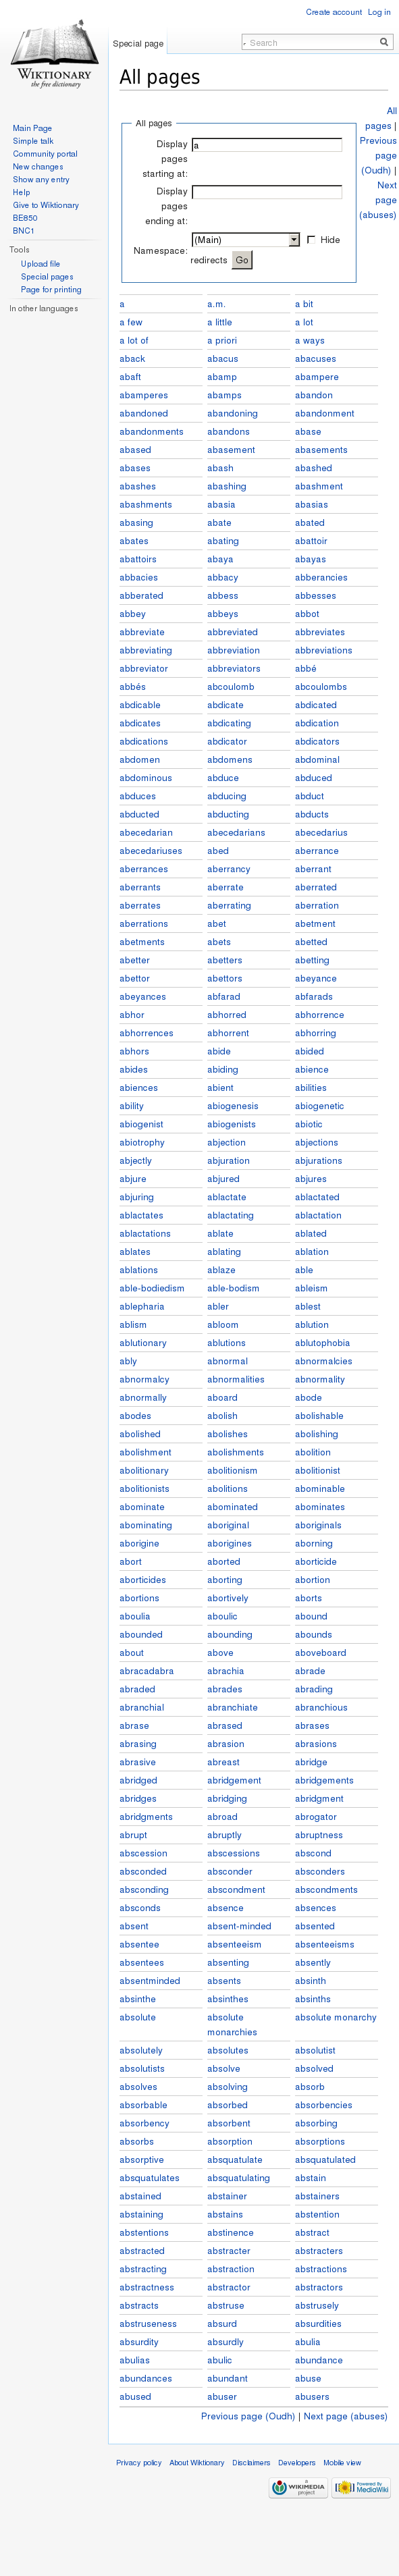 Create account Log in
Special page
Search
WIKTIONARY
the free dictionary
Main Page
Simple talk
Community portal
New changes
Show any entry
Help
Give to Wiktionary
BE850
BNC1
Tools
Upload file
Special pages
Page for printing
In other languages
All pages
All pages | Previous page (Oudh) | Next page (abuses)
All pages
Display pages starting at: a
Display pages ending at:
Namespace: (Main) Hide redirects Go
a a.m. a bit
a few a little a lot
a lot of a priori a ways
aback abacus abacuses
abaft abamp abampere
abamperes abamps abandon
abandoned abandoning abandonment
abandonments abandons abase
abased abasement abasements
abases abash abashed
abashes abashing abashment
abashments abasia abasias
abasing abate abated
abates abating abattoir
abattoirs abaya abayas
abbacies abbacy abberancies
abberated abbess abbesses
abbey abbeys abbot
abbreviate abbreviated abbreviates
abbreviating abbreviation abbreviations
abbreviator abbreviators abbé
abbés abcoulomb abcoulombs
abdicable abdicate abdicated
abdicates abdicating abdication
abdications abdicator abdicators
abdomen abdomens abdominal
abdominous abduce abduced
abduces abducing abduct
abducted abducting abducts
abecedarian abecedarians abecedarius
abecedariuses abed aberrance
aberrances aberrancy aberrant
aberrants aberrate aberrated
aberrates aberrating aberration
aberrations abet abetment
abetments abets abetted
abetter abetters abetting
abettor abettors abeyance
abeyances abfarad abfarads
abhor abhorred abhorrence
abhorrences abhorrent abhorring
abhors abide abided
abides abiding abience
abiences abient abilities
ability abiogenesis abiogenetic
abiogenist abiogenists abiotic
abiotrophy abjection abjections
abjectly abjuration abjurations
abjure abjured abjures
abjuring ablactate ablactated
ablactates ablactating ablactation
ablactations ablate ablated
ablates ablating ablation
ablations ablaze able
able-bodiedism able-bodism ableism
ablepharia abler ablest
ablism abloom ablution
ablutionary ablutions ablutophobia
ably abnormal abnormalcies
abnormalcy abnormalities abnormality
abnormally aboard abode
abodes abolish abolishable
abolished abolishes abolishing
abolishment abolishments abolition
abolitionary abolitionism abolitionist
abolitionists abolitions abominable
abominate abominated abominates
abominating aboriginal aboriginals
aborigine aborigines aborning
abort aborted aborticide
aborticides aborting abortion
abortions abortively aborts
aboulia aboulic abound
abounded abounding abounds
about above aboveboard
abracadabra abrachia abrade
abraded abrades abrading
abranchial abranchiate abranchious
abrase abrased abrases
abrasing abrasion abrasions
abrasive abreast abridge
abridged abridgement abridgements
abridges abridging abridgment
abridgments abroad abrogator
abrupt abruptly abruptness
abscession abscessions abscond
absconded absconder absconders
absconding abscondment abscondments
absconds absence absences
absent absent-minded absented
absentee absenteeism absenteeisms
absentees absenting absently
absentminded absents absinth
absinthe absinthes absinths
absolute absolute monarchies absolute monarchy
absolutely absolutes absolutist
absolutists absolve absolved
absolves absolving absorb
absorbable absorbed absorbencies
absorbency absorbent absorbing
absorbs absorption absorptions
absorptive absquatulate absquatulated
absquatulates absquatulating abstain
abstained abstainer abstainers
abstaining abstains abstention
abstentions abstinence abstract
abstracted abstracter abstracters
abstracting abstraction abstractions
abstractness abstractor abstractors
abstracts abstruse abstrusely
abstruseness absurd absurdities
absurdity absurdly abulia
abulias abulic abundance
abundances abundant abuse
abused abuser abusers
Previous page (Oudh) | Next page (abuses)
Privacy policy About Wiktionary Disclaimers Developers Mobile view
a WIKIMEDIA project
Powered By MediaWiki